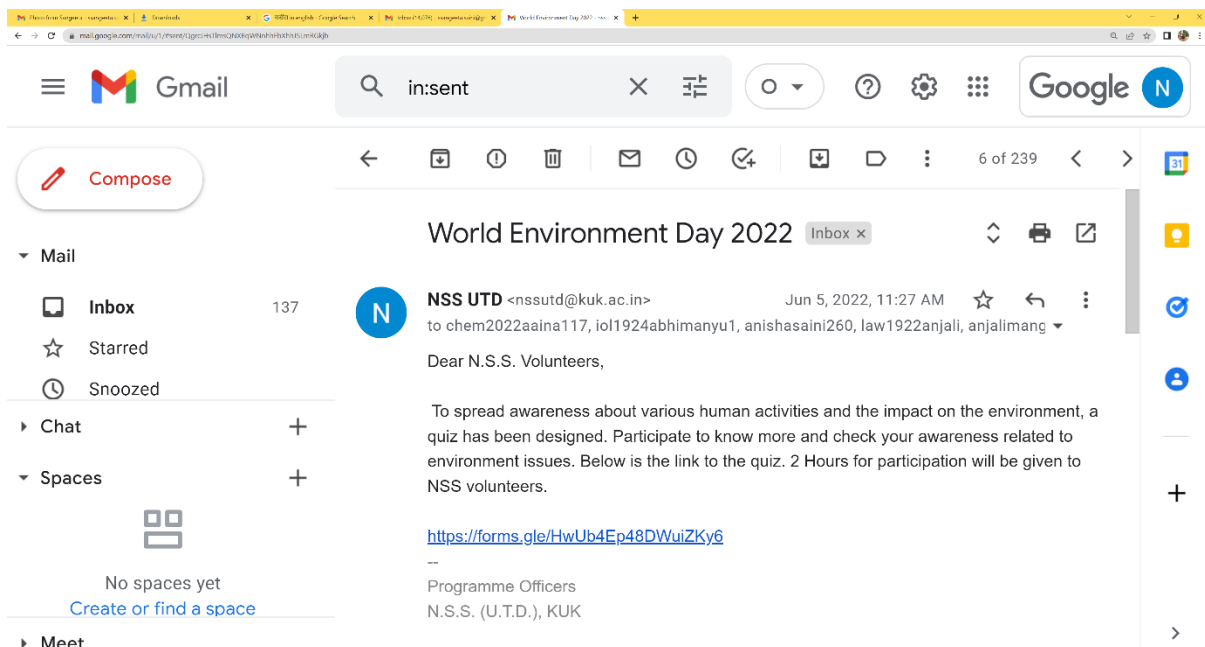 Downloads
World Environment Day 2022 -
Gmail
in:sent
Google
N
Compose
6 of 239
31
Mail
World Environment Day 2022 Inbox ×
Inbox 137
N
NSS UTD <nssutd@kuk.ac.in> Jun 5, 2022, 11:27 AM
to chem2022aaina117, iol1924abhimanyu1, anishasaini260, law1922anjali, anjalimang
Starred
Snoozed
Chat
Spaces
No spaces yet
Create or find a space
Meet
Dear N.S.S. Volunteers,
To spread awareness about various human activities and the impact on the environment, a
quiz has been designed. Participate to know more and check your awareness related to
environment issues. Below is the link to the quiz. 2 Hours for participation will be given to
NSS volunteers.
https://forms.gle/HwUb4Ep48DWuiZKy6
--
Programme Officers
N.S.S. (U.T.D.), KUK